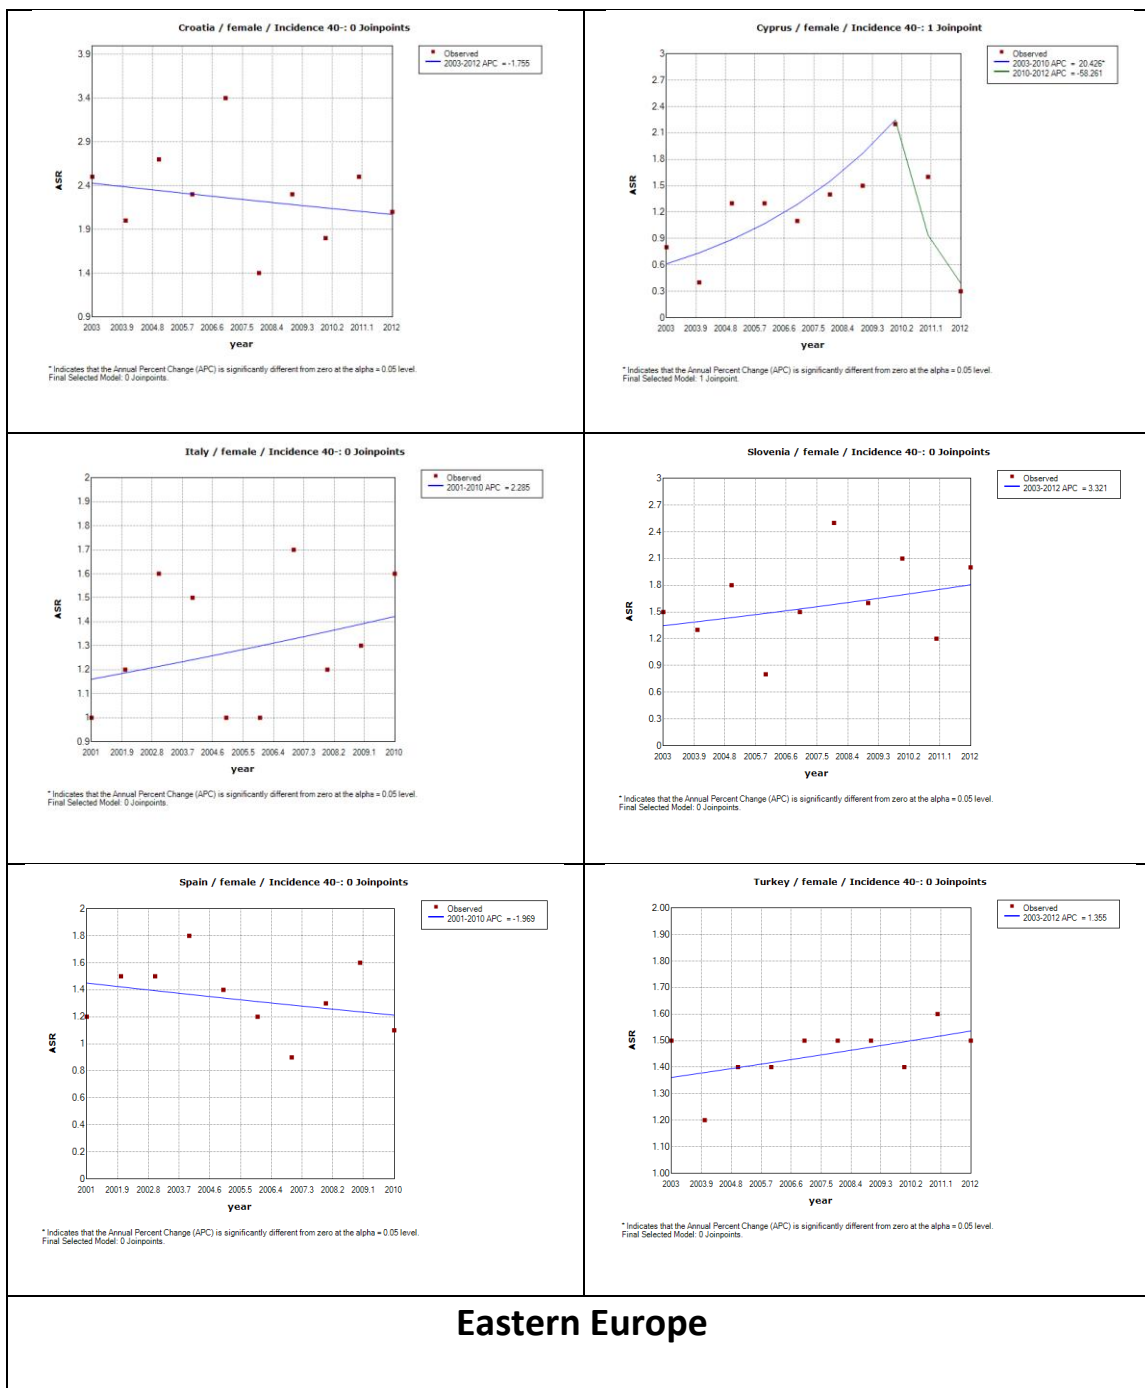 Croatia / female / Incidence 40-: 0 Joinpoints
Observed
2003-2012 APC = -1.755
3.9
3.4
2.9
2.4
1.9
1.4
0.9
ASR
2003 2003.9 2004.8 2005.7 2006.6 2007.5 2008.4 2009.3 2010.2 2011.1 2012
year
* Indicates that the Annual Percent Change (APC) is significantly different from zero at the alpha = 0.05 level.
Final Selected Model: 0 Joinpoints.
Cyprus / female / Incidence 40-: 1 Joinpoint
Observed
2003-2010 APC = 20.426*
2010-2012 APC = -58.261
3
2.7
2.4
2.1
1.8
1.5
1.2
0.9
0.6
0.3
0
ASR
2003 2003.9 2004.8 2005.7 2006.6 2007.5 2008.4 2009.3 2010.2 2011.1 2012
year
* Indicates that the Annual Percent Change (APC) is significantly different from zero at the alpha = 0.05 level.
Final Selected Model: 1 Joinpoint.
Italy / female / Incidence 40-: 0 Joinpoints
Observed
2001-2010 APC = 2.285
2
1.9
1.8
1.7
1.6
1.5
1.4
1.3
1.2
1.1
1
0.9
ASR
2001 2001.9 2002.8 2003.7 2004.6 2005.5 2006.4 2007.3 2008.2 2009.1 2010
year
* Indicates that the Annual Percent Change (APC) is significantly different from zero at the alpha = 0.05 level.
Final Selected Model: 0 Joinpoints.
Slovenia / female / Incidence 40-: 0 Joinpoints
Observed
2003-2012 APC = 3.321
3
2.7
2.4
2.1
1.8
1.5
1.2
0.9
0.6
0.3
0
ASR
2003 2003.9 2004.8 2005.7 2006.6 2007.5 2008.4 2009.3 2010.2 2011.1 2012
year
* Indicates that the Annual Percent Change (APC) is significantly different from zero at the alpha = 0.05 level.
Final Selected Model: 0 Joinpoints.
Spain / female / Incidence 40-: 0 Joinpoints
Observed
2001-2010 APC = -1.969
2
1.8
1.6
1.4
1.2
1
0.8
0.6
0.4
0.2
0
ASR
2001 2001.9 2002.8 2003.7 2004.6 2005.5 2006.4 2007.3 2008.2 2009.1 2010
year
* Indicates that the Annual Percent Change (APC) is significantly different from zero at the alpha = 0.05 level.
Final Selected Model: 0 Joinpoints.
Turkey / female / Incidence 40-: 0 Joinpoints
Observed
2003-2012 APC = 1.355
2.00
1.90
1.80
1.70
1.60
1.50
1.40
1.30
1.20
1.10
1.00
ASR
2003 2003.9 2004.8 2005.7 2006.6 2007.5 2008.4 2009.3 2010.2 2011.1 2012
year
* Indicates that the Annual Percent Change (APC) is significantly different from zero at the alpha = 0.05 level.
Final Selected Model: 0 Joinpoints.
Eastern Europe